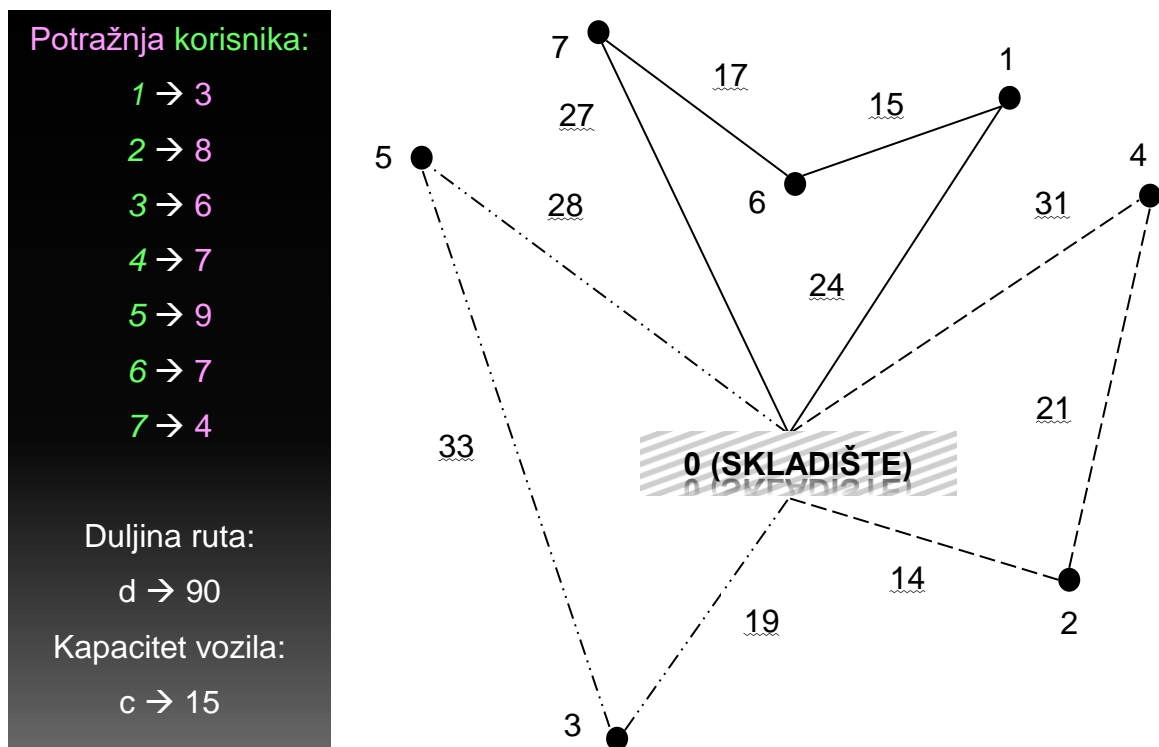 Potražnja korisnika:
1 → 3
2 → 8
3 → 6
4 → 7
5 → 9
6 → 7
7 → 4
Duljina ruta:
d → 90
Kapacitet vozila:
c → 15
7
17
1
15
27
5
4
6
28
31
24
21
33
0 (SKLADIŠTE)
14
19
2
3